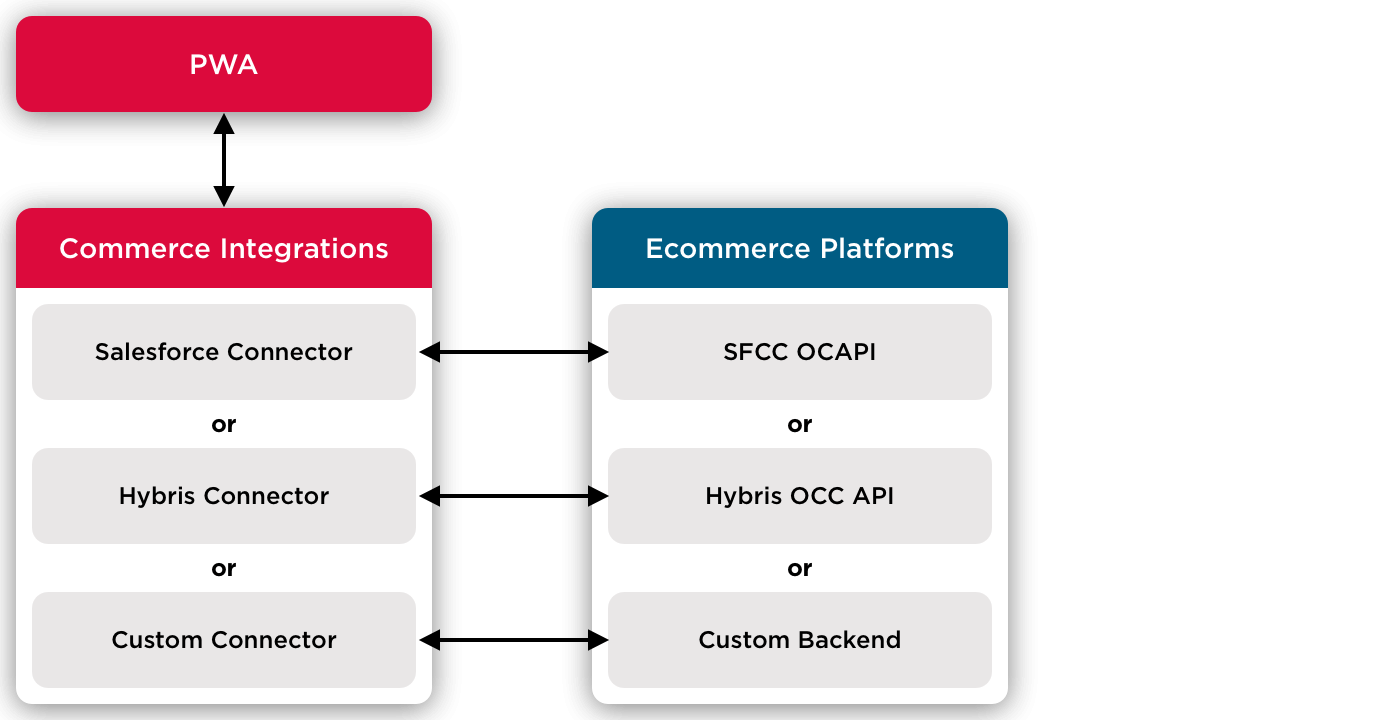 PWA
Commerce Integrations
Salesforce Connector
or
Hybris Connector
or
Custom Connector
Ecommerce Platforms
SFCC OCAPI
or
Hybris OCC API
or
Custom Backend